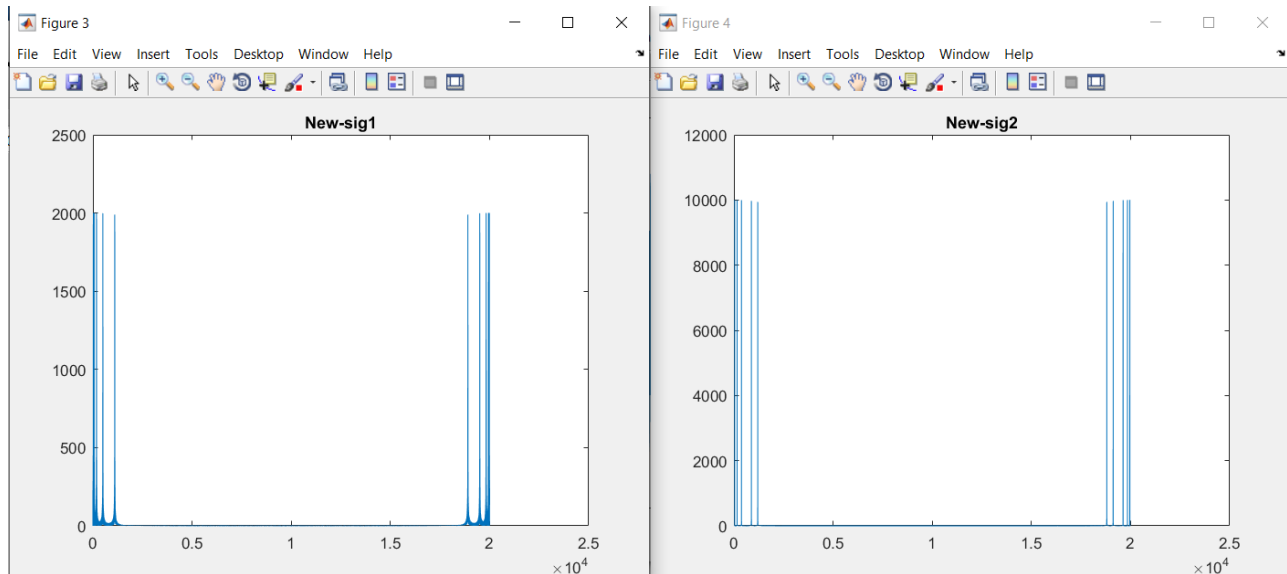 Figure 3
File Edit View Insert Tools Desktop Window Help
New-sig1
2500
2000
1500
1000
500
0
0 0.5 1 1.5 2 2.5
×10^4
Figure 4
File Edit View Insert Tools Desktop Window Help
New-sig2
12000
10000
8000
6000
4000
2000
0
0 0.5 1 1.5 2 2.5
×10^4